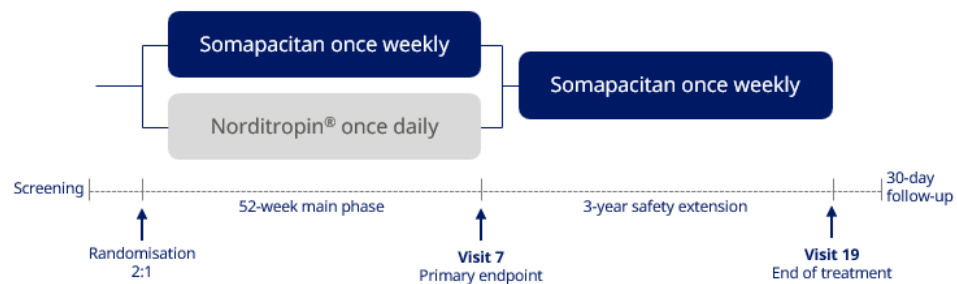 Somapacitan once weekly
Somapacitan once weekly
Norditropin® once daily
Screening
30-day
follow-up
52-week main phase
3-year safety extension
Randomisation
2:1
Visit 7
Primary endpoint
Visit 19
End of treatment